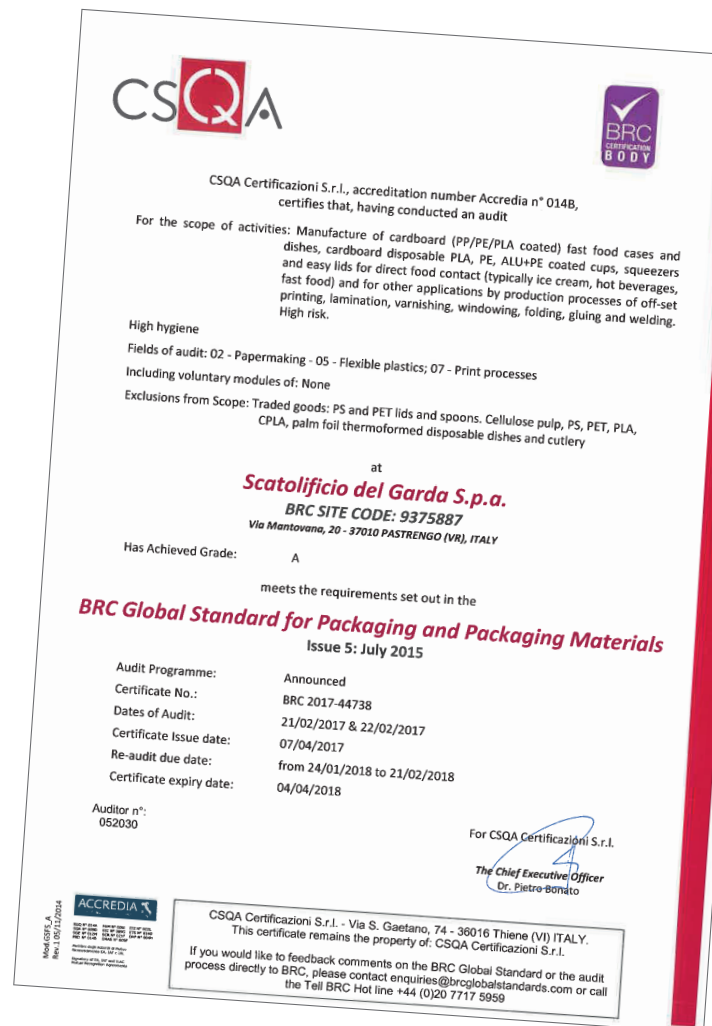 CSQA
BRC
CERTIFICATION
BODY
CSQA Certificazioni S.r.l., accreditation number Accredia n° 014B,
certifies that, having conducted an audit
For the scope of activities: Manufacture of cardboard (PP/PE/PLA coated) fast food cases and
dishes, cardboard disposable PLA, PE, ALU+PE coated cups, squeezers
and easy lids for direct food contact (typically ice cream, hot beverages,
fast food) and for other applications by production processes of off-set
printing, lamination, varnishing, windowing, folding, gluing and welding.
High risk.
High hygiene
Fields of audit: 02 - Papermaking - 05 - Flexible plastics; 07 - Print processes
Including voluntary modules of: None
Exclusions from Scope: Traded goods: PS and PET lids and spoons. Cellulose pulp, PS, PET, PLA,
CPLA, palm foil thermoformed disposable dishes and cutlery
at
Scatolificio del Garda S.p.a.
BRC SITE CODE: 9375887
Via Mantovana, 20 - 37010 PASTRENGO (VR), ITALY
Has Achieved Grade: A
meets the requirements set out in the
BRC Global Standard for Packaging and Packaging Materials
Issue 5: July 2015
Audit Programme: Announced
Certificate No.: BRC 2017-44738
Dates of Audit: 21/02/2017 & 22/02/2017
Certificate Issue date: 07/04/2017
Re-audit due date: from 24/01/2018 to 21/02/2018
Certificate expiry date: 04/04/2018
Auditor n°:
052030
For CSQA Certificazioni S.r.l.
The Chief Executive Officer
Dr. Pietro Bonato
Mod.GSFS_A
Rev.1 05/11/2014
ACCREDIA
CSQA Certificazioni S.r.l. - Via S. Gaetano, 74 - 36016 Thiene (VI) ITALY.
This certificate remains the property of: CSQA Certificazioni S.r.l.
If you would like to feedback comments on the BRC Global Standard or the audit
process directly to BRC, please contact enquiries@brcglobalstandards.com or call
the Tell BRC Hot line +44 (0)20 7717 5959